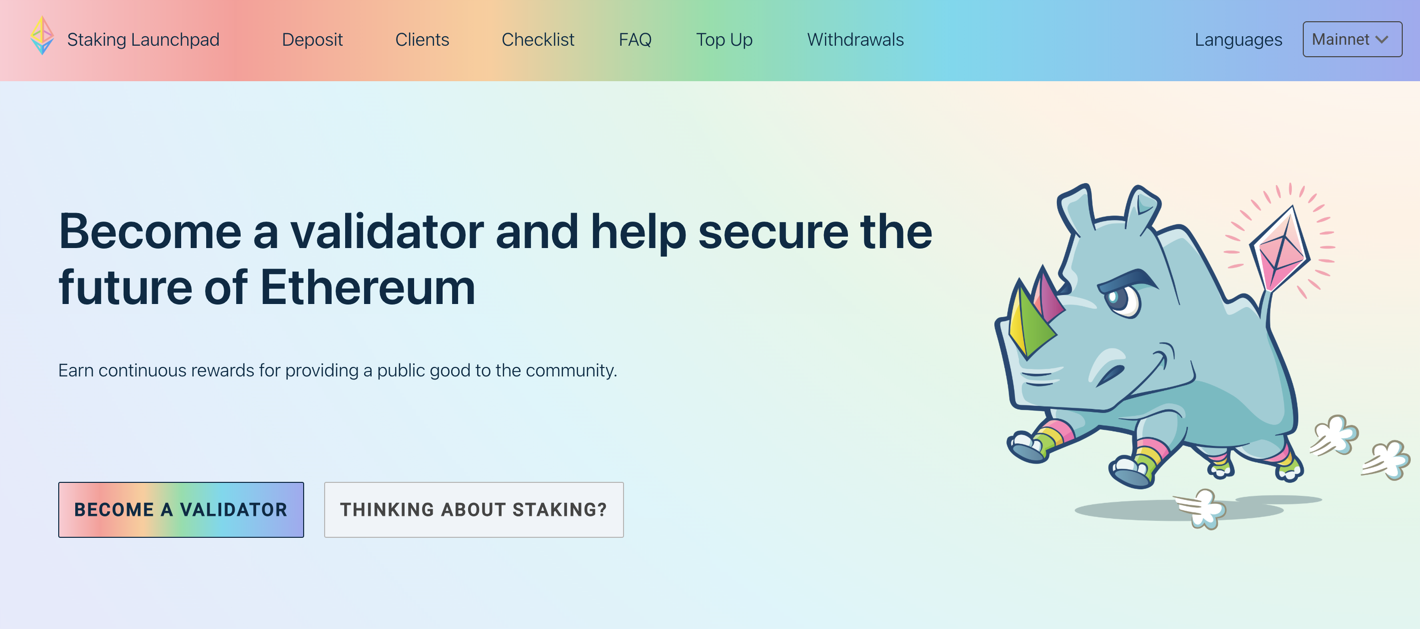 Staking Launchpad Deposit Clients Checklist FAQ Top Up Withdrawals Languages Mainnet
Become a validator and help secure the
future of Ethereum
Earn continuous rewards for providing a public good to the community.
BECOME A VALIDATOR THINKING ABOUT STAKING?